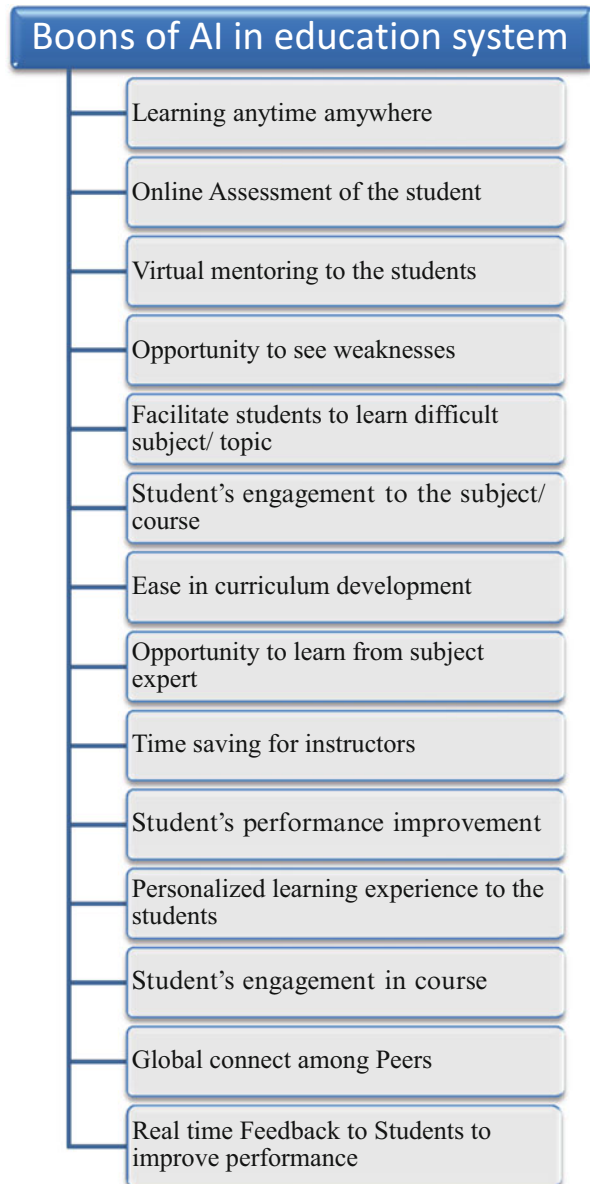 Boons of AI in education system
Learning anytime amywhere
Online Assessment of the student
Virtual mentoring to the students
Opportunity to see weaknesses
Facilitate students to learn difficult
subject/ topic
Student's engagement to the subject/
course
Ease in curriculum development
Opportunity to learn from subject
expert
Time saving for instructors
Student's performance improvement
Personalized learning experience to the
students
Student's engagement in course
Global connect among Peers
Real time Feedback to Students to
improve performance